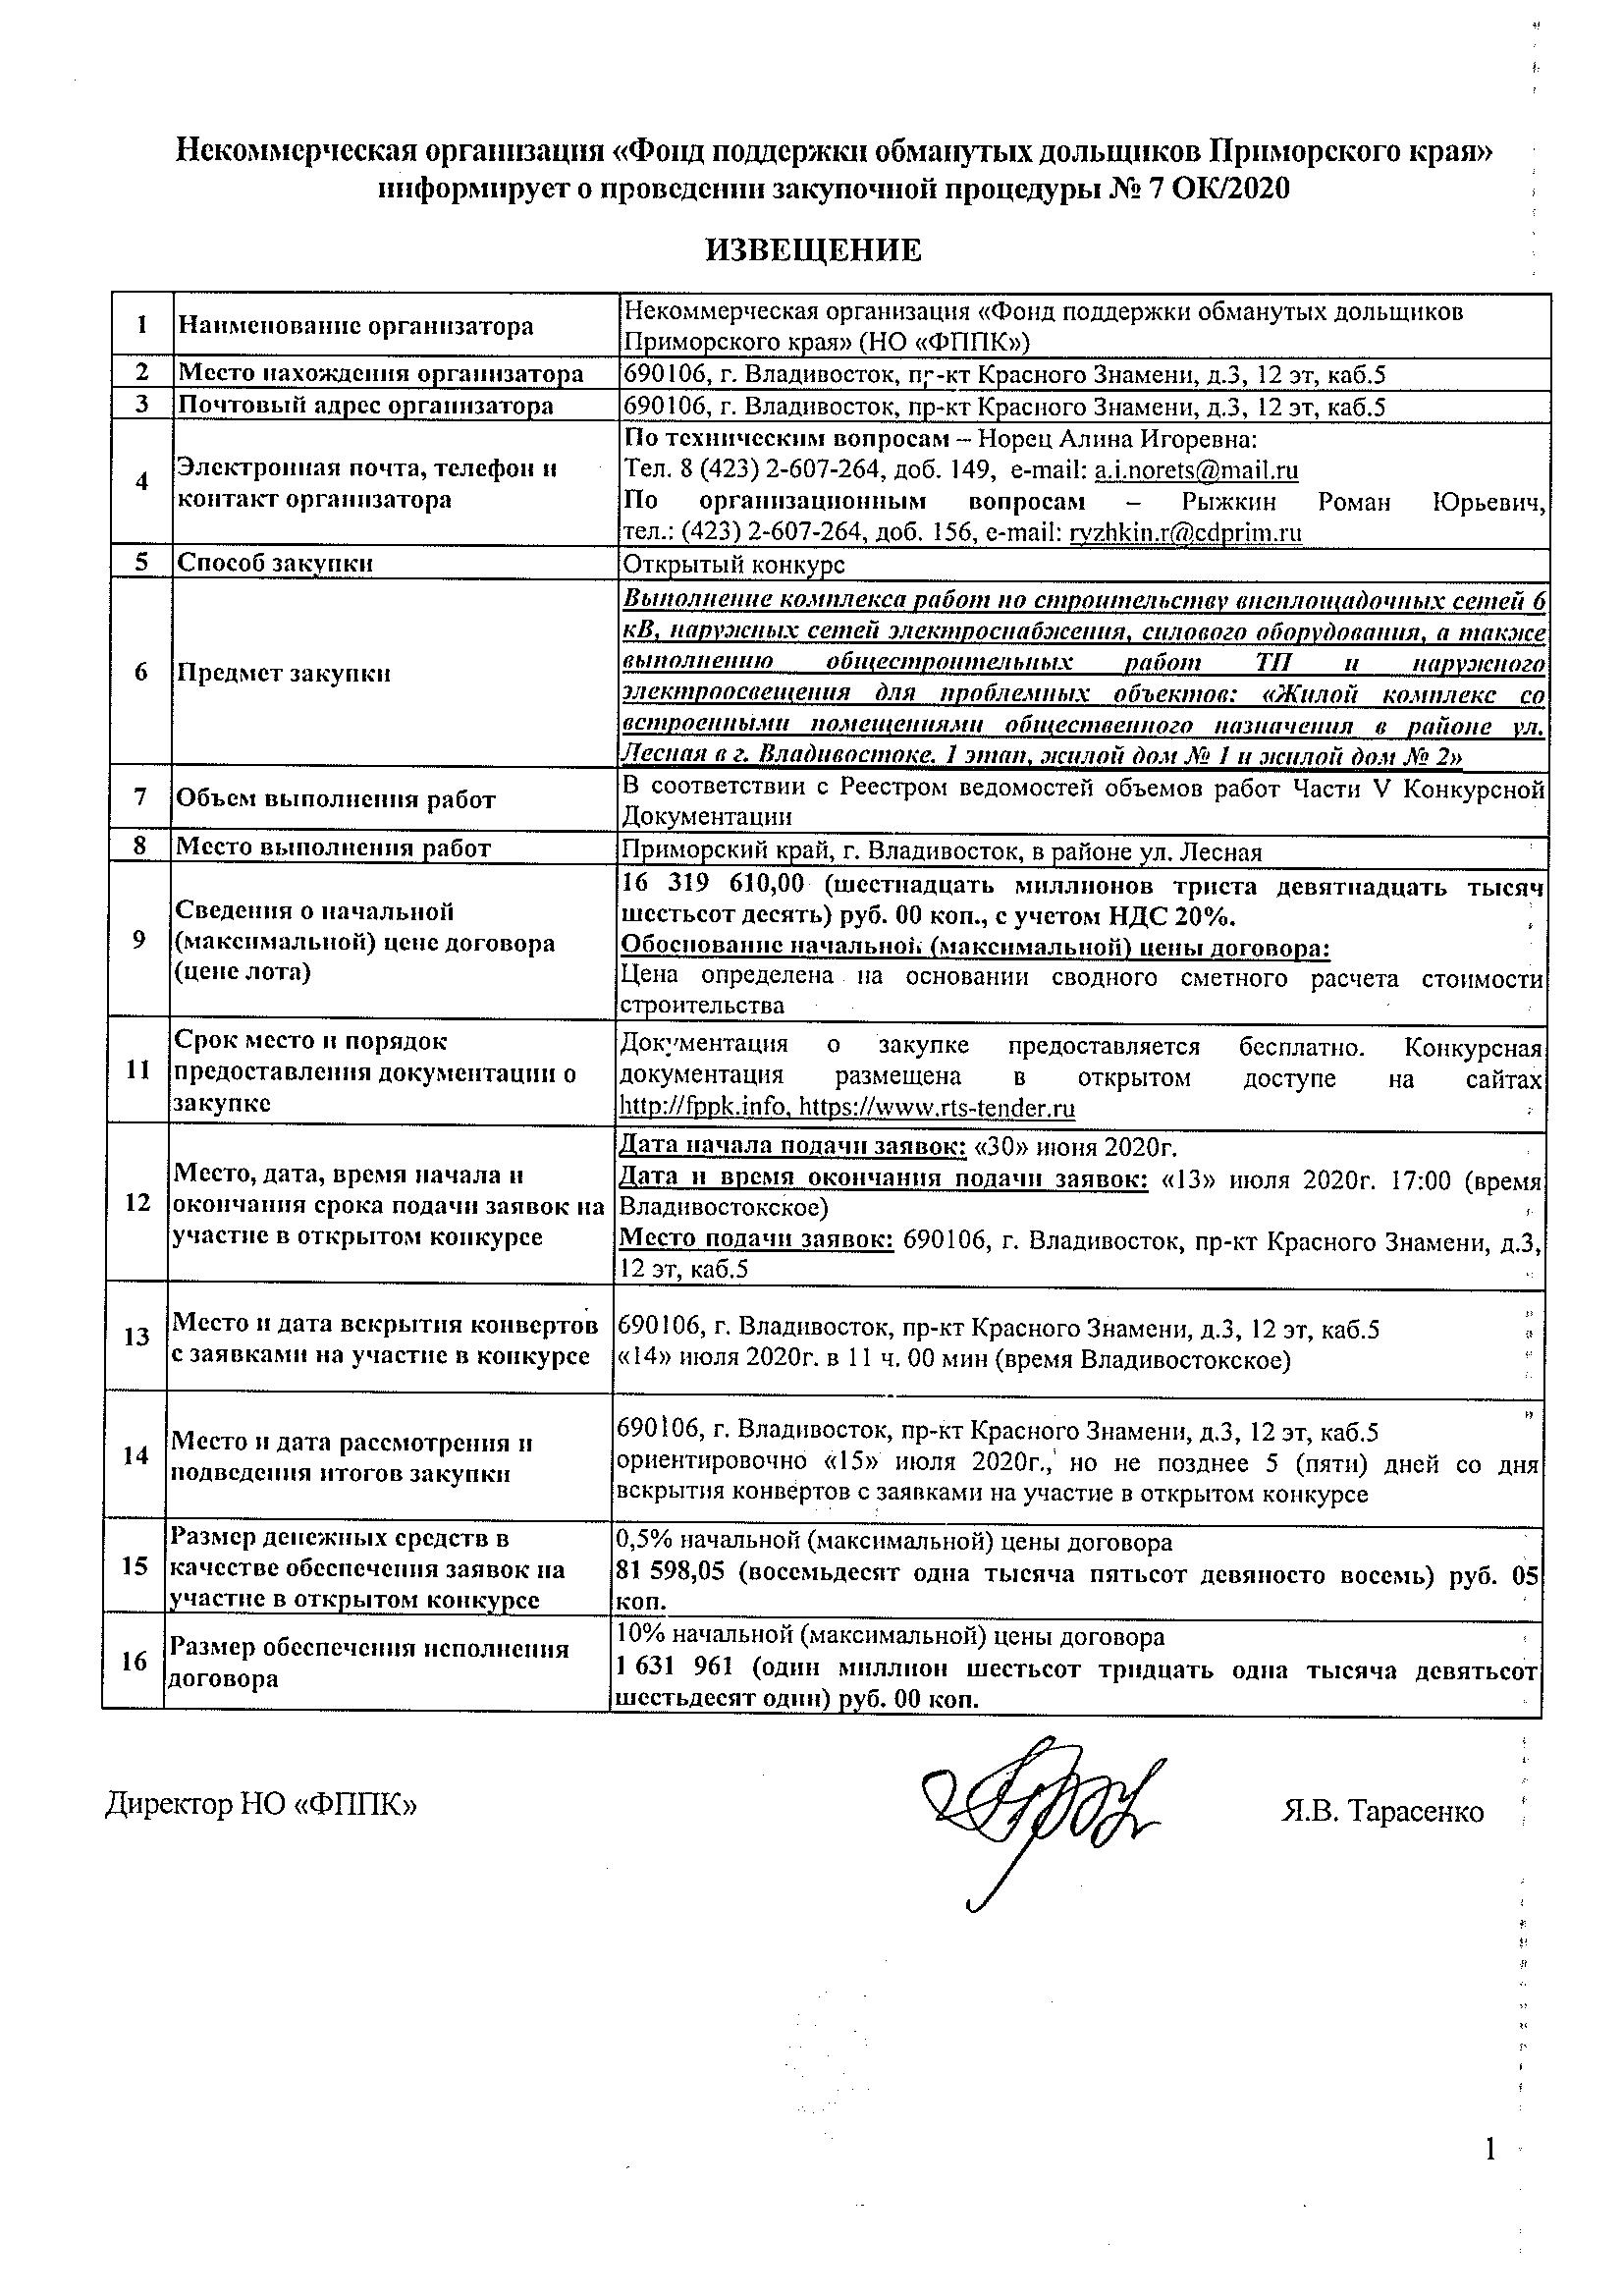 Некоммерческая организация «Фонд поддержки обманутых дольщиков Приморского края»
информирует о проведении закупочной процедуры № 7 ОК/2020
ИЗВЕЩЕНИЕ
1
Наименование организатора
Некоммерческая организация «Фонд поддержки обманутых дольщиков
Приморского края» (НО «ФППК»)
2
Место нахождения организатора
690106, г. Владивосток, пр-кт Красного Знамени, д.3, 12 эт, каб.5
3
Почтовый адрес организатора
690106, г. Владивосток, пр-кт Красного Знамени, д.3, 12 эт, каб.5
4
Электронная почта, телефон и
контакт организатора
По техническим вопросам – Норец Алина Игоревна:
Тел. 8 (423) 2-607-264, доб. 149, e-mail: a.i.norets@mail.ru
По организационным вопросам – Рыжкин Роман Юрьевич,
тел.: (423) 2-607-264, доб. 156, e-mail: ryzhkin.r@cdprim.ru
5
Способ закупки
Открытый конкурс
6
Предмет закупки
Выполнение комплекса работ по строительству внеплощадочных сетей 6
кВ, наружных сетей электроснабжения, силового оборудования, а также
выполнению общестроительных работ ТП и наружного
электроосвещения для проблемных объектов: «Жилой комплекс со
встроенными помещениями общественного назначения в районе ул.
Лесная в г. Владивостоке. 1 этап, жилой дом № 1 и жилой дом № 2»
7
Объем выполнения работ
В соответствии с Реестром ведомостей объемов работ Части V Конкурсной
Документации
8
Место выполнения работ
Приморский край, г. Владивосток, в районе ул. Лесная
9
Сведения о начальной
(максимальной) цене договора
(цене лота)
16 319 610,00 (шестнадцать миллионов триста девятнадцать тысяч
шестьсот десять) руб. 00 коп., с учетом НДС 20%.
Обоснование начальной (максимальной) цены договора:
Цена определена на основании сводного сметного расчета стоимости
строительства
11
Срок место и порядок
предоставления документации о
закупке
Документация о закупке предоставляется бесплатно. Конкурсная
документация размещена в открытом доступе на сайтах
http://fppk.info, https://www.rts-tender.ru
12
Место, дата, время начала и
окончания срока подачи заявок на
участие в открытом конкурсе
Дата начала подачи заявок: «30» июня 2020г.
Дата и время окончания подачи заявок: «13» июля 2020г. 17:00 (время
Владивостокское)
Место подачи заявок: 690106, г. Владивосток, пр-кт Красного Знамени, д.3,
12 эт, каб.5
13
Место и дата вскрытия конвертов
с заявками на участие в конкурсе
690106, г. Владивосток, пр-кт Красного Знамени, д.3, 12 эт, каб.5
«14» июля 2020г. в 11 ч. 00 мин (время Владивостокское)
14
Место и дата рассмотрения и
подведения итогов закупки
690106, г. Владивосток, пр-кт Красного Знамени, д.3, 12 эт, каб.5
ориентировочно «15» июля 2020г., но не позднее 5 (пяти) дней со дня
вскрытия конвертов с заявками на участие в открытом конкурсе
15
Размер денежных средств в
качестве обеспечения заявок на
участие в открытом конкурсе
0,5% начальной (максимальной) цены договора
81 598,05 (восемьдесят одна тысяча пятьсот девяносто восемь) руб. 05
коп.
16
Размер обеспечения исполнения
договора
10% начальной (максимальной) цены договора
1 631 961 (один миллион шестьсот тридцать одна тысяча девятьсот
шестьдесят один) руб. 00 коп.
Директор НО «ФППК»
Я.В. Тарасенко
1